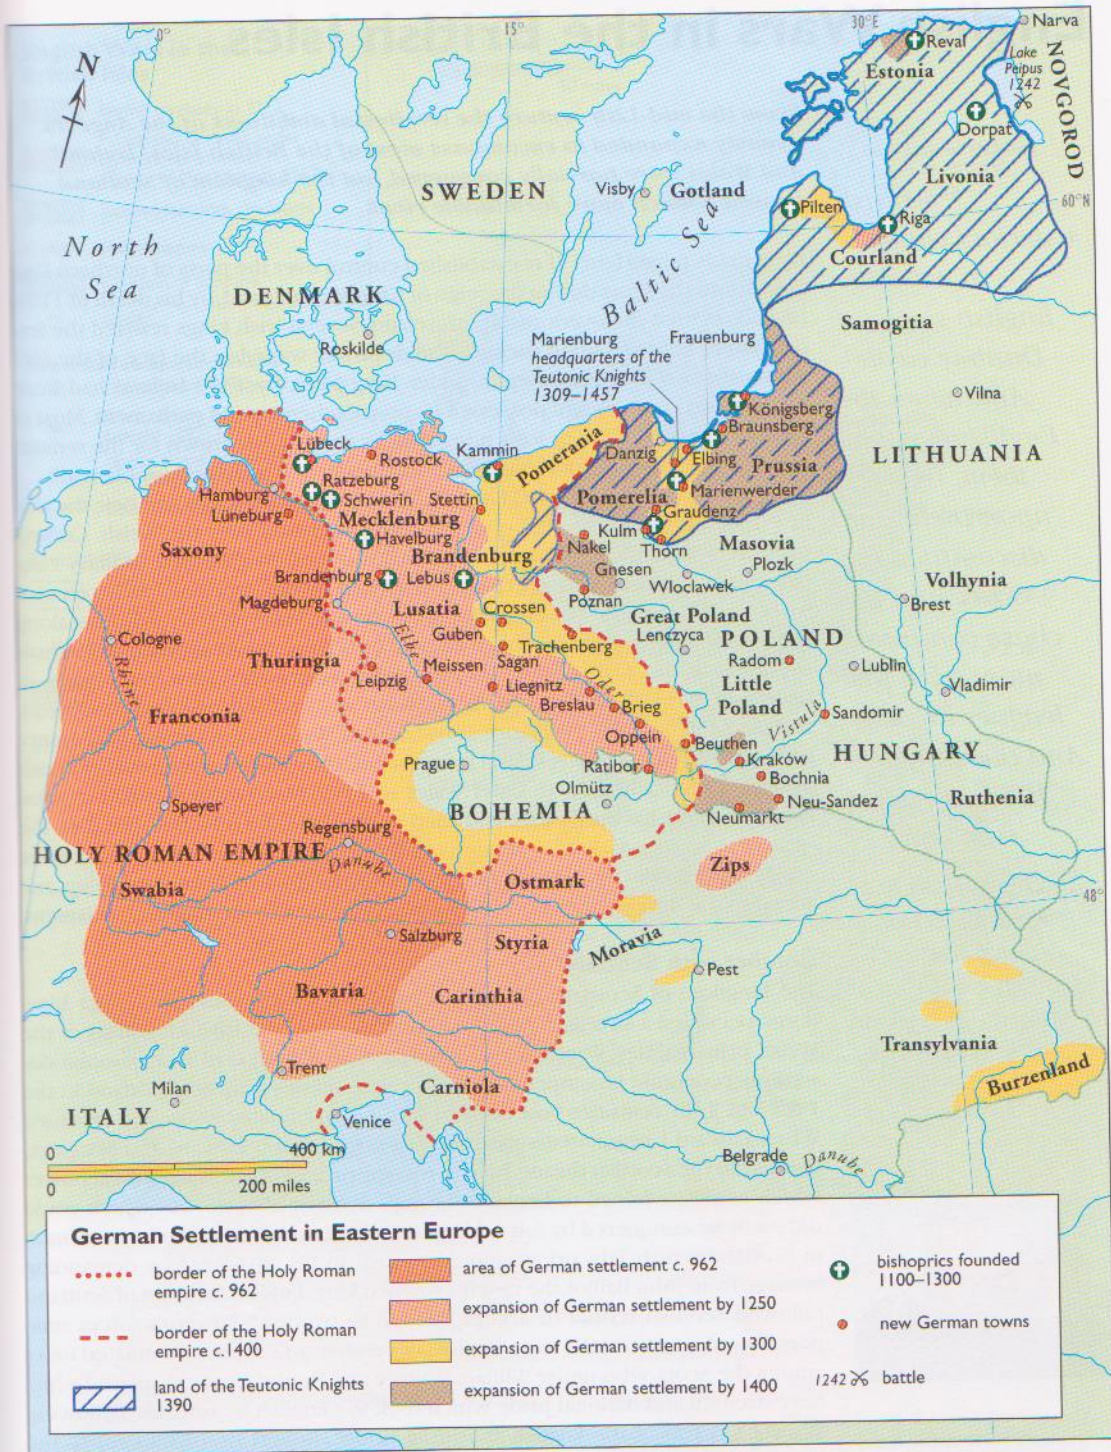 0°
15°
30°E
Narva
N
Reval
Estonia
Lake
Peipus
1242
NOVGOROD
Dorpat
Livonia
SWEDEN
Visby
Gotland
60°N
Pilten
Riga
Courland
North
Sea
Baltic Sea
DENMARK
Roskilde
Samogitia
Marienburg
headquarters of the
Teutonic Knights
1309–1457
Frauenburg
Vilna
Königsberg
Braunsberg
LITHUANIA
Lübeck
Rostock
Kammin
Pomerania
Danzig
Elbing
Prussia
Ratzeburg
Hamburg
Schwerin
Stettin
Pomerelia
Marienwerder
Lüneburg
Mecklenburg
Graudenz
Saxony
Havelburg
Brandenburg
Kulm
Nakel
Thorn
Masovia
Brandenburg
Lebus
Gnesen
Wloclawek
Plozk
Volhynia
Magdeburg
Lusatia
Crossen
Poznan
Brest
Great Poland
Cologne
Elbe
Guben
Trachenberg
Lenczyca
POLAND
Rhine
Thuringia
Meissen
Sagan
Radom
Lublin
Leipzig
Liegnitz
Oder
Little
Poland
Vladimir
Franconia
Breslau
Brieg
Vistula
Sandomir
Oppein
Beuthen
HUNGARY
Prague
Ratibor
Kraków
Bochnia
Olmütz
Speyer
BOHEMIA
Neu-Sandez
Ruthenia
Neumarkt
Regensburg
HOLY ROMAN EMPIRE
Danube
Zips
Swabia
Ostmark
48°
Salzburg
Styria
Moravia
Pest
Bavaria
Carinthia
Transylvania
Trent
Burzenland
Milan
Carniola
ITALY
Venice
0
400 km
0
200 miles
Belgrade
Danube
German Settlement in Eastern Europe
border of the Holy Roman
empire c. 962
border of the Holy Roman
empire c.1400
land of the Teutonic Knights
1390
area of German settlement c. 962
expansion of German settlement by 1250
expansion of German settlement by 1300
expansion of German settlement by 1400
bishoprics founded
1100–1300
new German towns
1242
battle